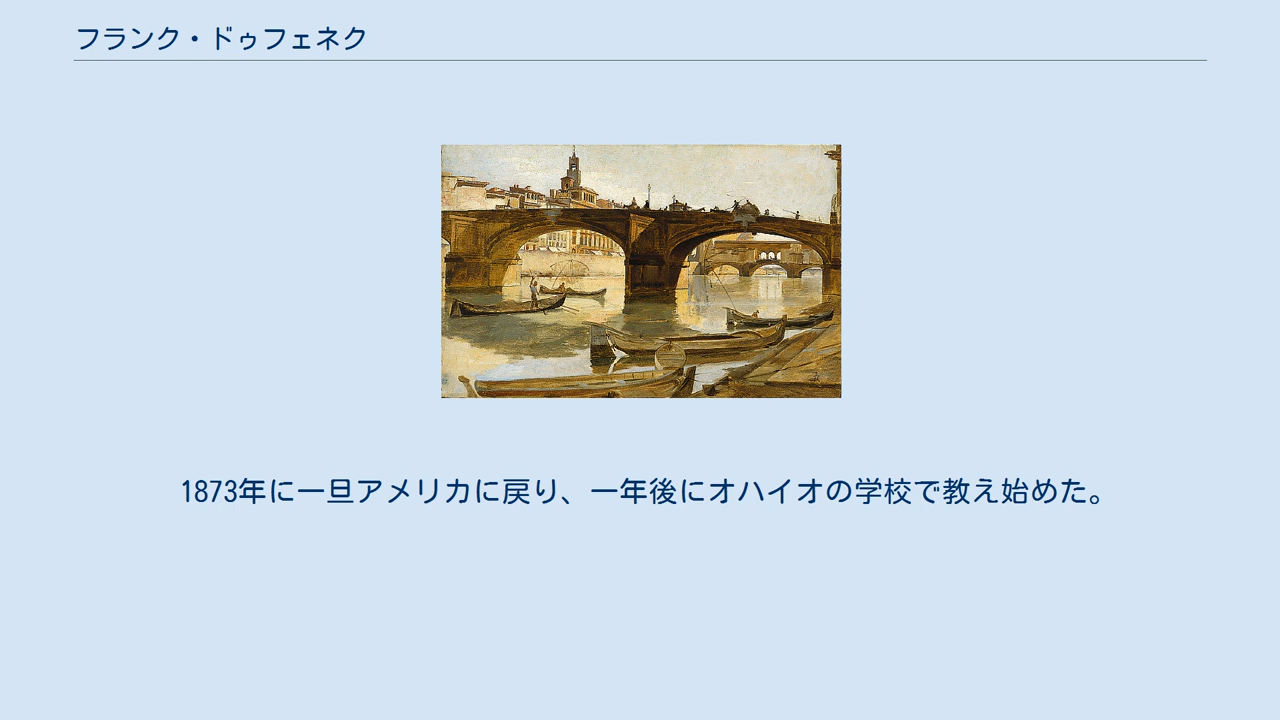 フランク・ドゥフェネク
1873年に一旦アメリカに戻り、一年後にオハイオの学校で教え始めた。